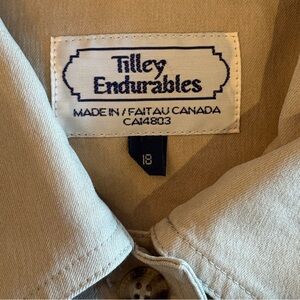 Tilley
Endurables
MADE IN / FAIT AU CANADA
CA14803
18